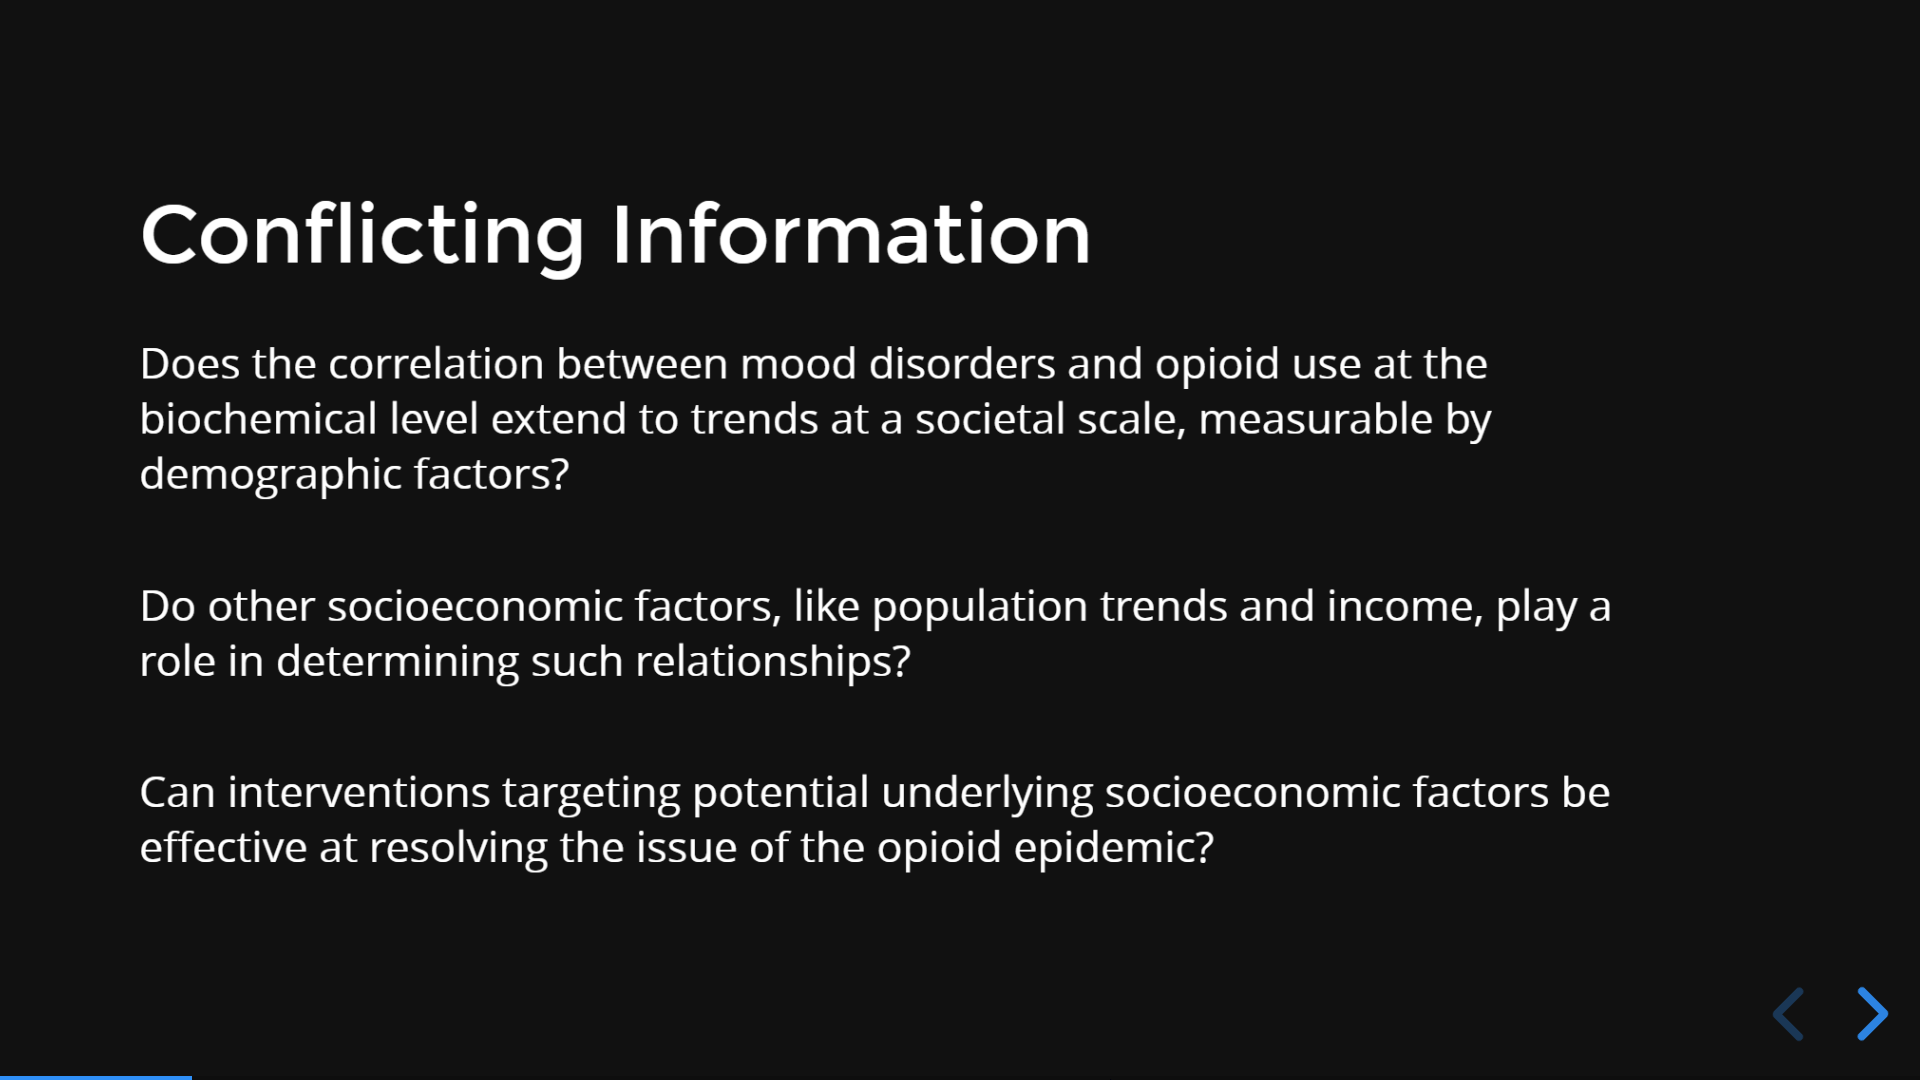 Conflicting Information
Does the correlation between mood disorders and opioid use at the
biochemical level extend to trends at a societal scale, measurable by
demographic factors?
Do other socioeconomic factors, like population trends and income, play a
role in determining such relationships?
Can interventions targeting potential underlying socioeconomic factors be
effective at resolving the issue of the opioid epidemic?